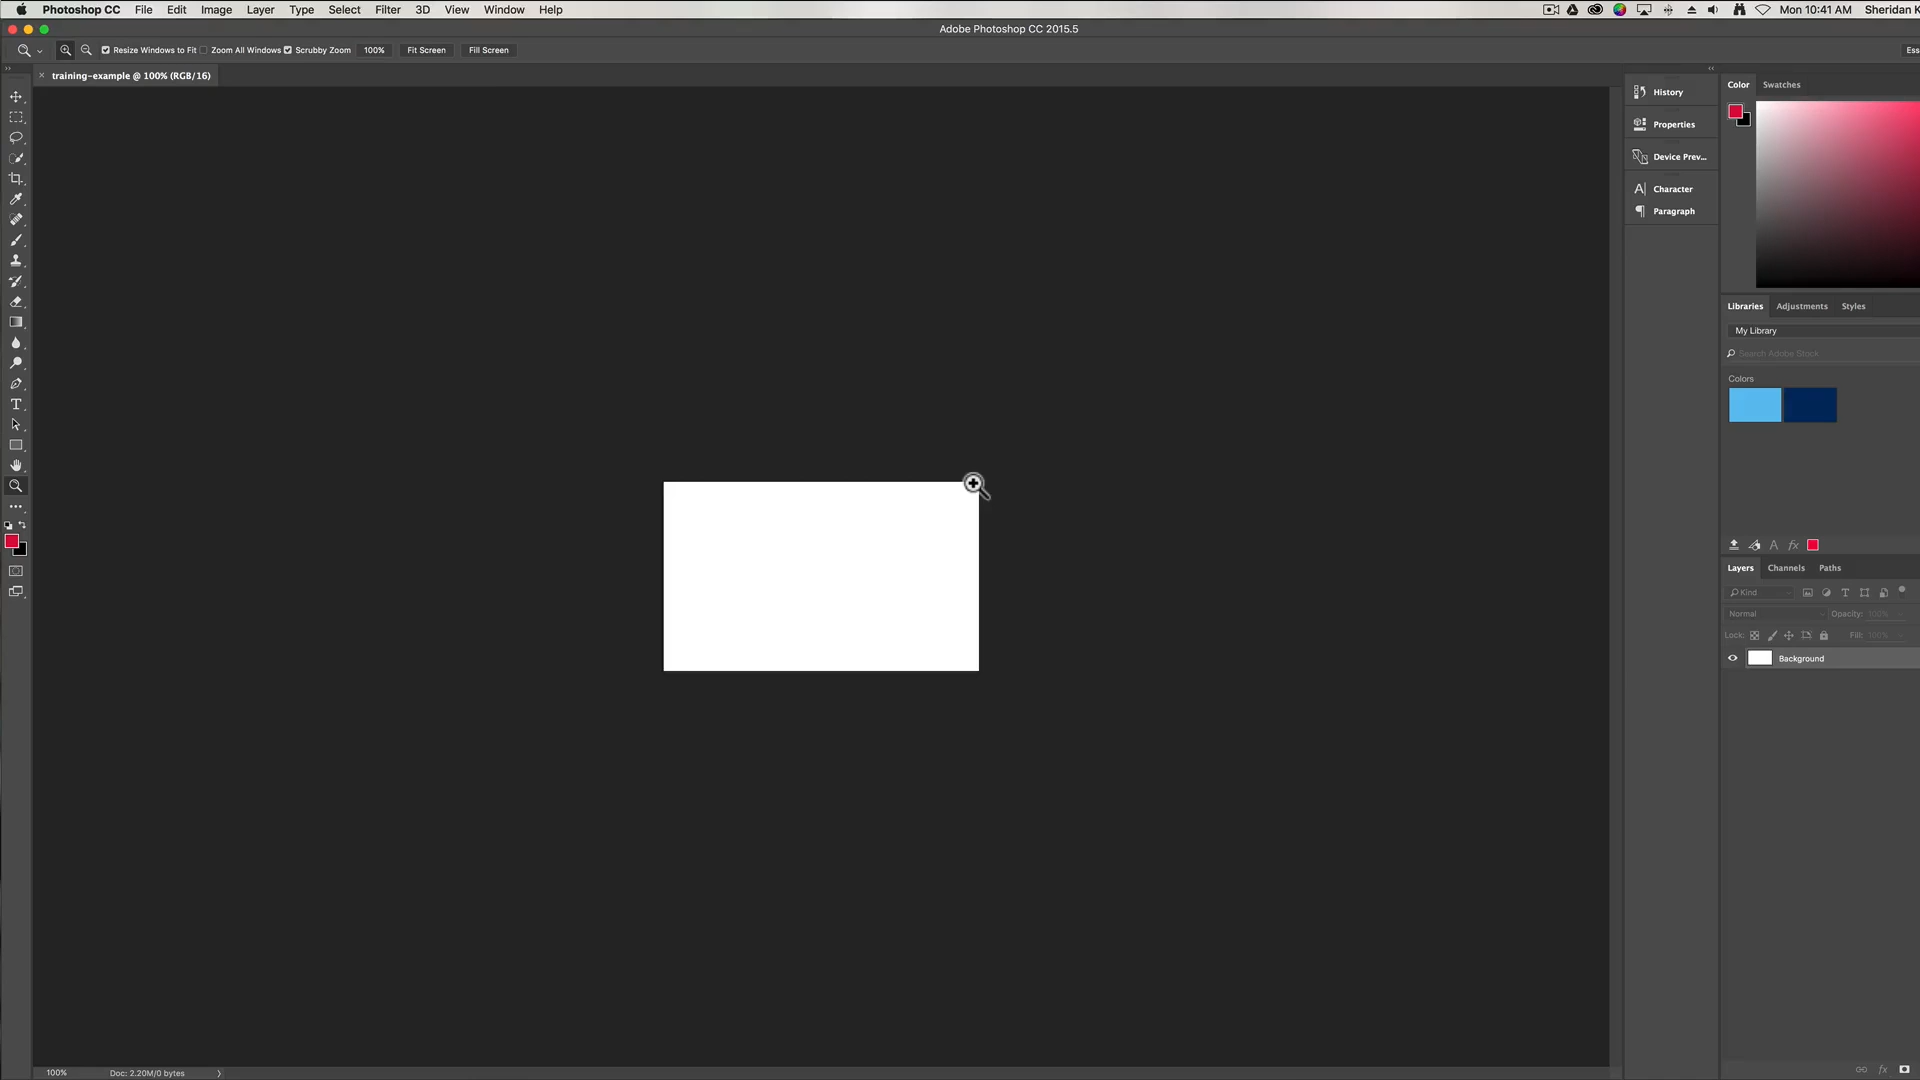 Photoshop CC File Edit Image Layer Type Select Filter 3D View Window Help Mon 10:41 AM Sheridan K
Adobe Photoshop CC 2015.5
Resize Windows to Fit Zoom All Windows Scrubby Zoom 100% Fit Screen Fill Screen Ess
training-example @ 100% (RGB/16)
History
Properties
Device Prev...
Character
Paragraph
Color Swatches
Libraries Adjustments Styles
My Library
Search Adobe Stock
Colors
Layers Channels Paths
Kind
Normal Opacity: 100%
Lock: Fill: 100%
Background
100% Doc: 2.20M/0 bytes